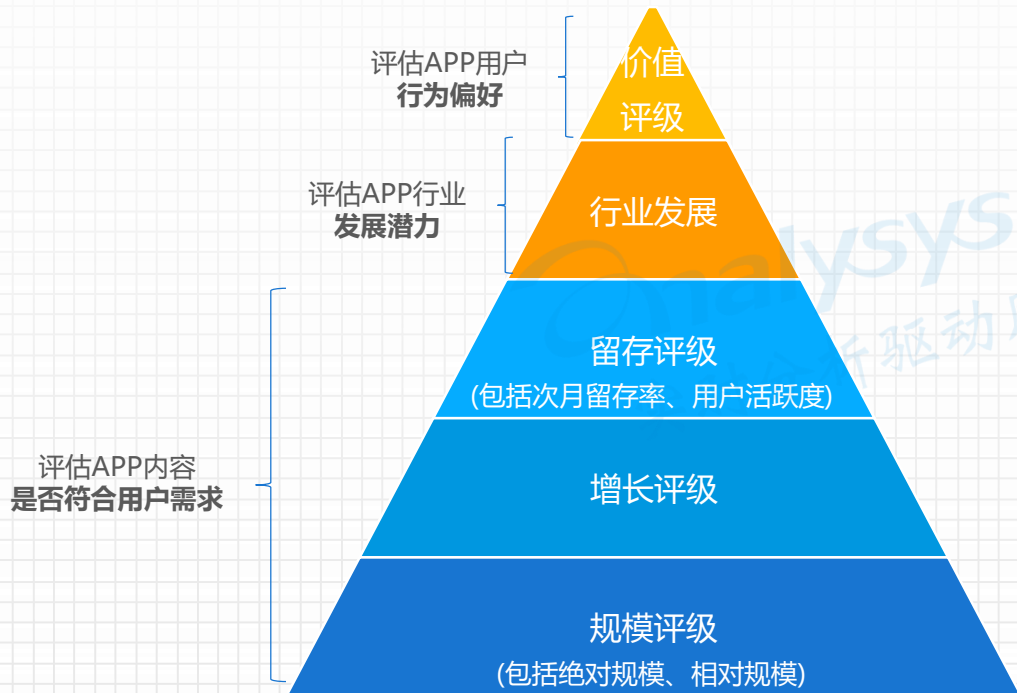 评估APP用户
行为偏好
价值
评级
评估APP行业
发展潜力
行业发展
留存评级
(包括次月留存率、用户活跃度)
评估APP内容
是否符合用户需求
增长评级
规模评级
(包括绝对规模、相对规模)
nalysys
驱动